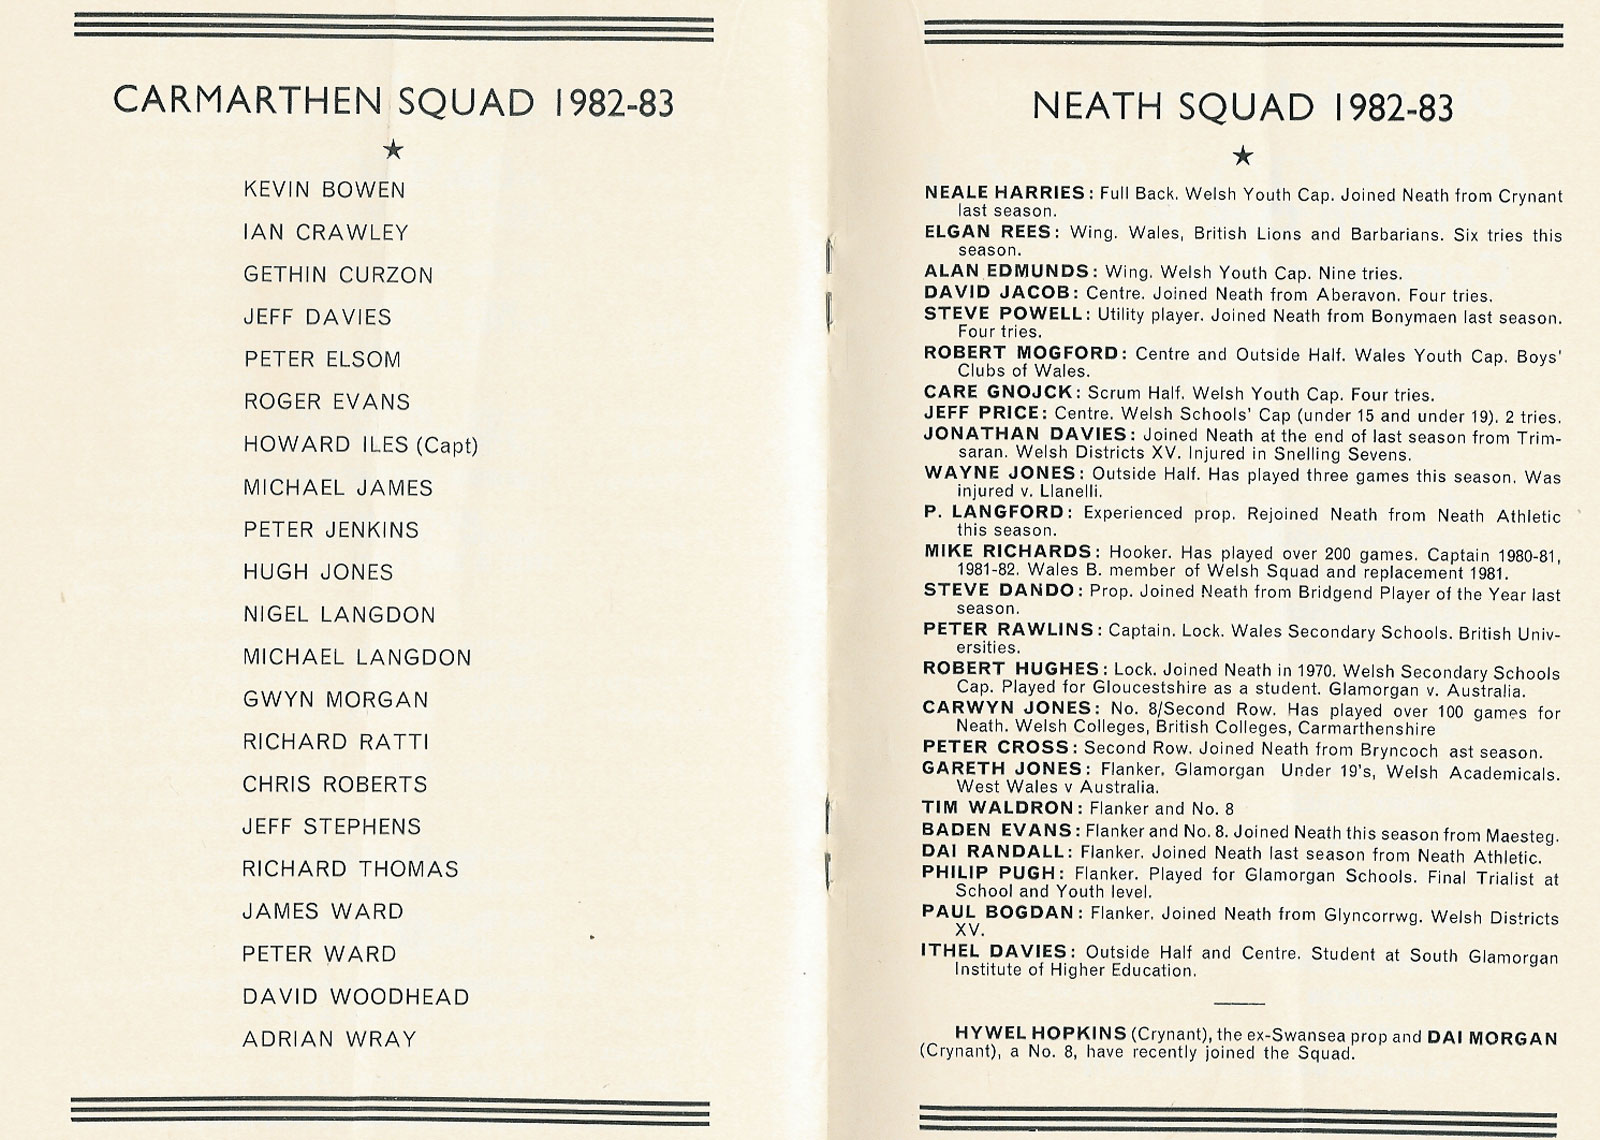 CARMARTHEN SQUAD 1982-83
★
KEVIN BOWEN
IAN CRAWLEY
GETHIN CURZON
JEFF DAVIES
PETER ELSOM
ROGER EVANS
HOWARD ILES (Capt)
MICHAEL JAMES
PETER JENKINS
HUGH JONES
NIGEL LANGDON
MICHAEL LANGDON
GWYN MORGAN
RICHARD RATTI
CHRIS ROBERTS
JEFF STEPHENS
RICHARD THOMAS
JAMES WARD
PETER WARD
DAVID WOODHEAD
ADRIAN WRAY
NEATH SQUAD 1982-83
★
NEALE HARRIES: Full Back. Welsh Youth Cap. Joined Neath from Crynant
last season.
ELGAN REES: Wing. Wales, British Lions and Barbarians. Six tries this
season.
ALAN EDMUNDS: Wing. Welsh Youth Cap. Nine tries.
DAVID JACOB: Centre. Joined Neath from Aberavon. Four tries.
STEVE POWELL: Utility player. Joined Neath from Bonymaen last season.
Four tries.
ROBERT MOGFORD: Centre and Outside Half. Wales Youth Cap. Boys'
Clubs of Wales.
CARE GNOJCK: Scrum Half. Welsh Youth Cap. Four tries.
JEFF PRICE: Centre. Welsh Schools' Cap (under 15 and under 19). 2 tries.
JONATHAN DAVIES: Joined Neath at the end of last season from Trim-
saran. Welsh Districts XV. Injured in Snelling Sevens.
WAYNE JONES: Outside Half. Has played three games this season. Was
injured v. Llanelli.
P. LANGFORD: Experienced prop. Rejoined Neath from Neath Athletic
this season.
MIKE RICHARDS: Hooker. Has played over 200 games. Captain 1980-81,
1981-82. Wales B. member of Welsh Squad and replacement 1981.
STEVE DANDO: Prop. Joined Neath from Bridgend Player of the Year last
season.
PETER RAWLINS: Captain. Lock. Wales Secondary Schools. British Univ-
ersities.
ROBERT HUGHES: Lock. Joined Neath in 1970. Welsh Secondary Schools
Cap. Played for Gloucestshire as a student. Glamorgan v. Australia.
CARWYN JONES: No. 8/Second Row. Has played over 100 games for
Neath. Welsh Colleges, British Colleges, Carmarthenshire
PETER CROSS: Second Row. Joined Neath from Bryncoch ast season.
GARETH JONES: Flanker. Glamorgan Under 19's, Welsh Academicals.
West Wales v Australia.
TIM WALDRON: Flanker and No. 8
BADEN EVANS: Flanker and No. 8. Joined Neath this season from Maesteg.
DAI RANDALL: Flanker. Joined Neath last season from Neath Athletic.
PHILIP PUGH: Flanker. Played for Glamorgan Schools. Final Trialist at
School and Youth level.
PAUL BOGDAN: Flanker. Joined Neath from Glyncorrwg. Welsh Districts
XV.
ITHEL DAVIES: Outside Half and Centre. Student at South Glamorgan
Institute of Higher Education.
HYWEL HOPKINS (Crynant), the ex-Swansea prop and DAI MORGAN
(Crynant), a No. 8, have recently joined the Squad.